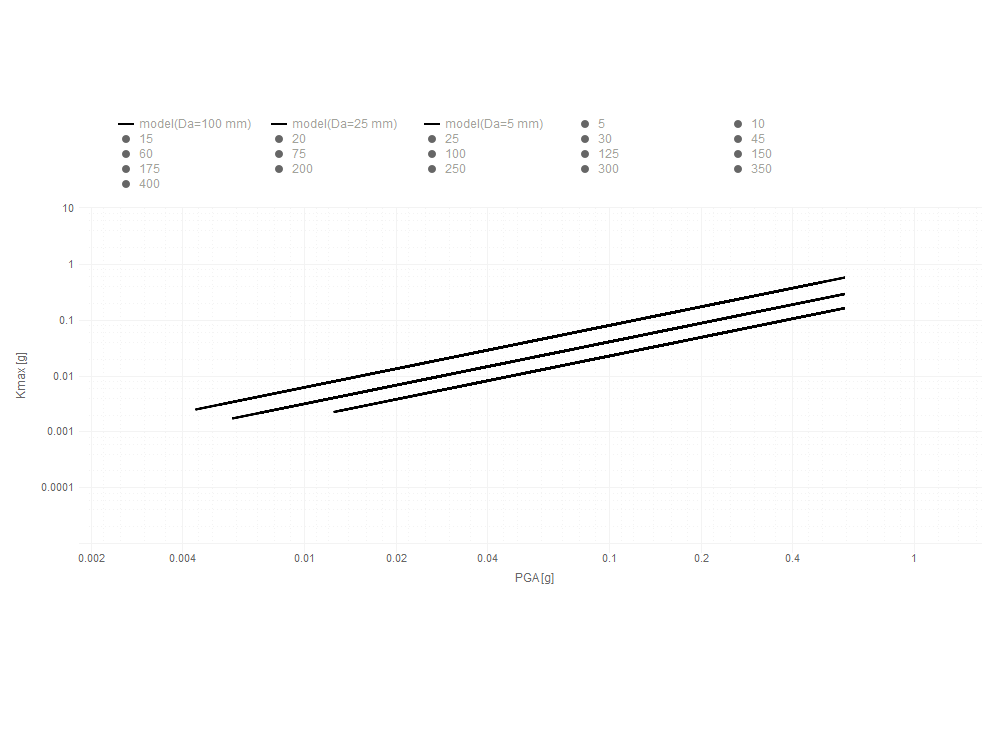 model(Da=100 mm) model(Da=25 mm) model(Da=5 mm) 5 10
15 20 25 30 45
60 75 100 125 150
175 200 250 300 350
400
10
1
0.1
0.01
0.001
0.0001
Kmax [g]
0.002 0.004 0.01 0.02 0.04 0.1 0.2 0.4 1
PGA [g]